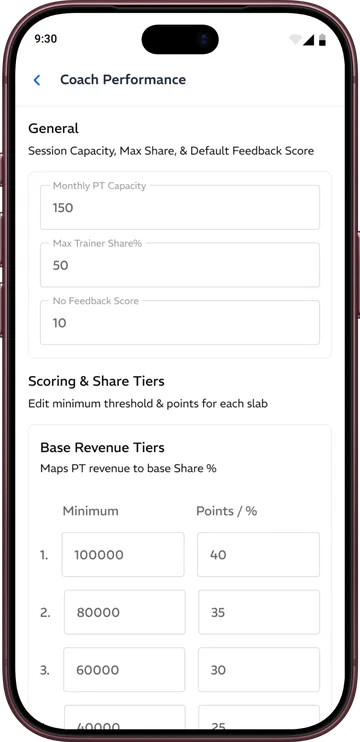 9:30
Coach Performance
General
Session Capacity, Max Share, & Default Feedback Score
Monthly PT Capacity
150
Max Trainer Share%
50
No Feedback Score
10
Scoring & Share Tiers
Edit minimum threshold & points for each slab
Base Revenue Tiers
Maps PT revenue to base Share %
Minimum Points / %
1. 100000 40
2. 80000 35
3. 60000 30
40000 25